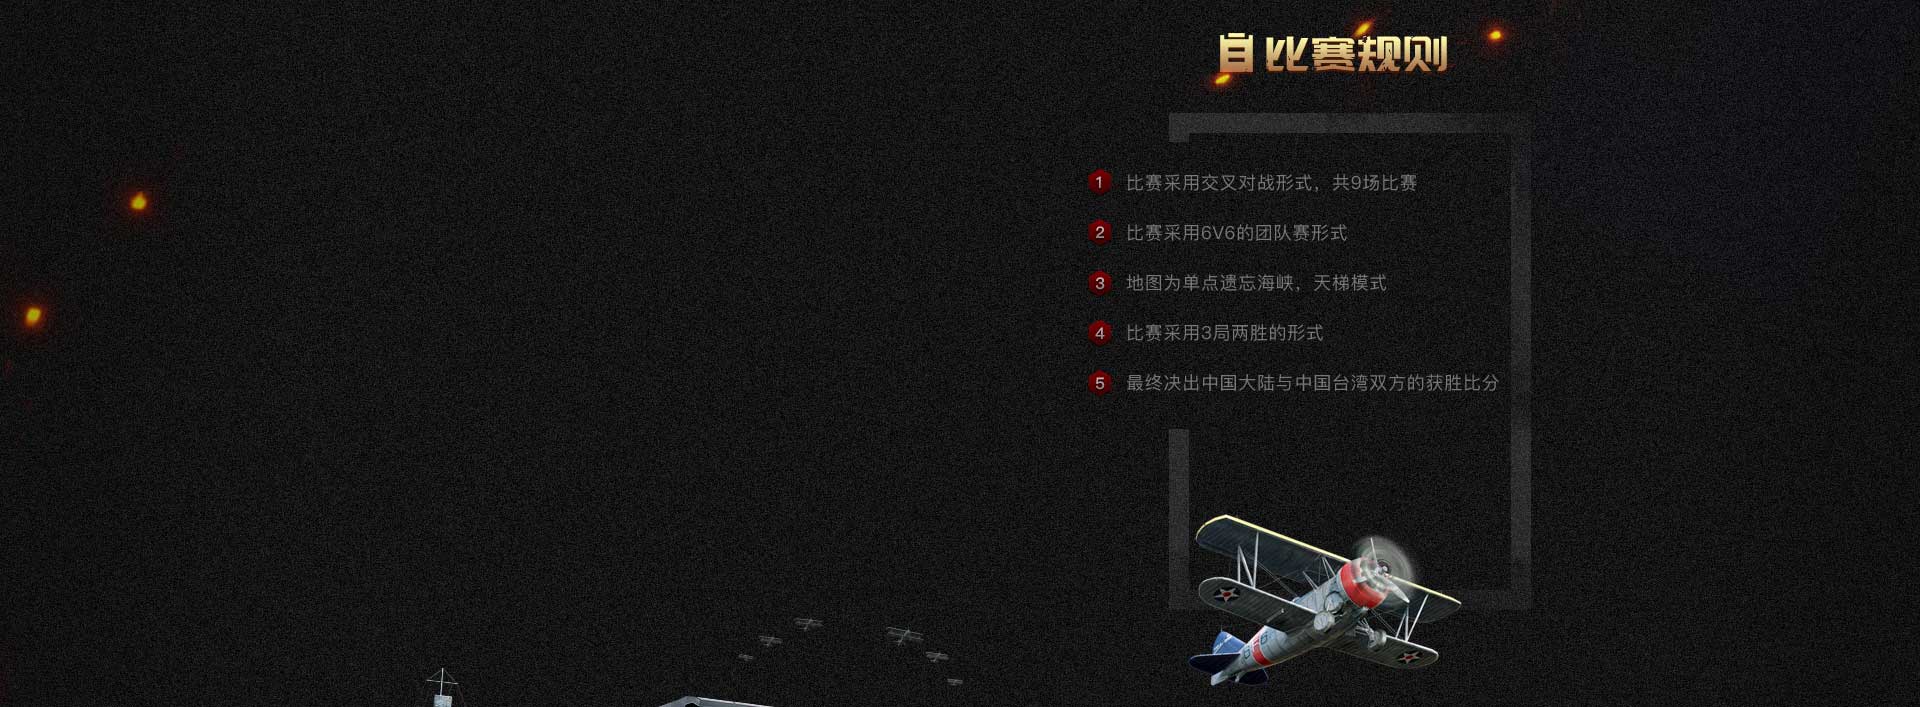 比赛规则
1 比赛采用交叉对战形式，共9场比赛
2 比赛采用6V6的团队赛形式
3 地图为单点遗忘海峡，天梯模式
4 比赛采用3局两胜的形式
5 最终决出中国大陆与中国台湾双方的获胜比分